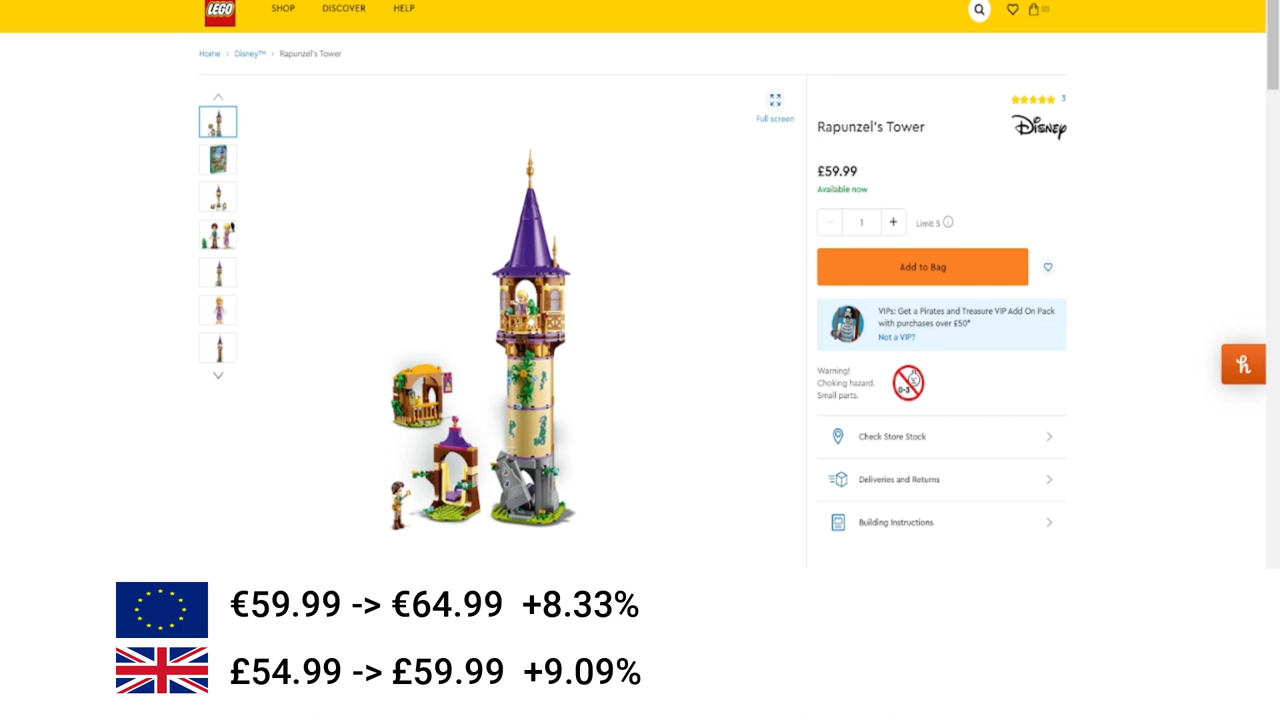 LEGO
SHOP DISCOVER HELP
Home > Disney™ > Rapunzel's Tower
Full screen
3
Rapunzel's Tower
Disney
£59.99
Available now
1
Limit 5
Add to Bag
VIPs: Get a Pirates and Treasure VIP Add On Pack
with purchases over £50*
Not a VIP?
Warning!
Choking hazard.
Small parts.
0-3
Check Store Stock
Deliveries and Returns
Building Instructions
€59.99 -> €64.99 +8.33%
£54.99 -> £59.99 +9.09%